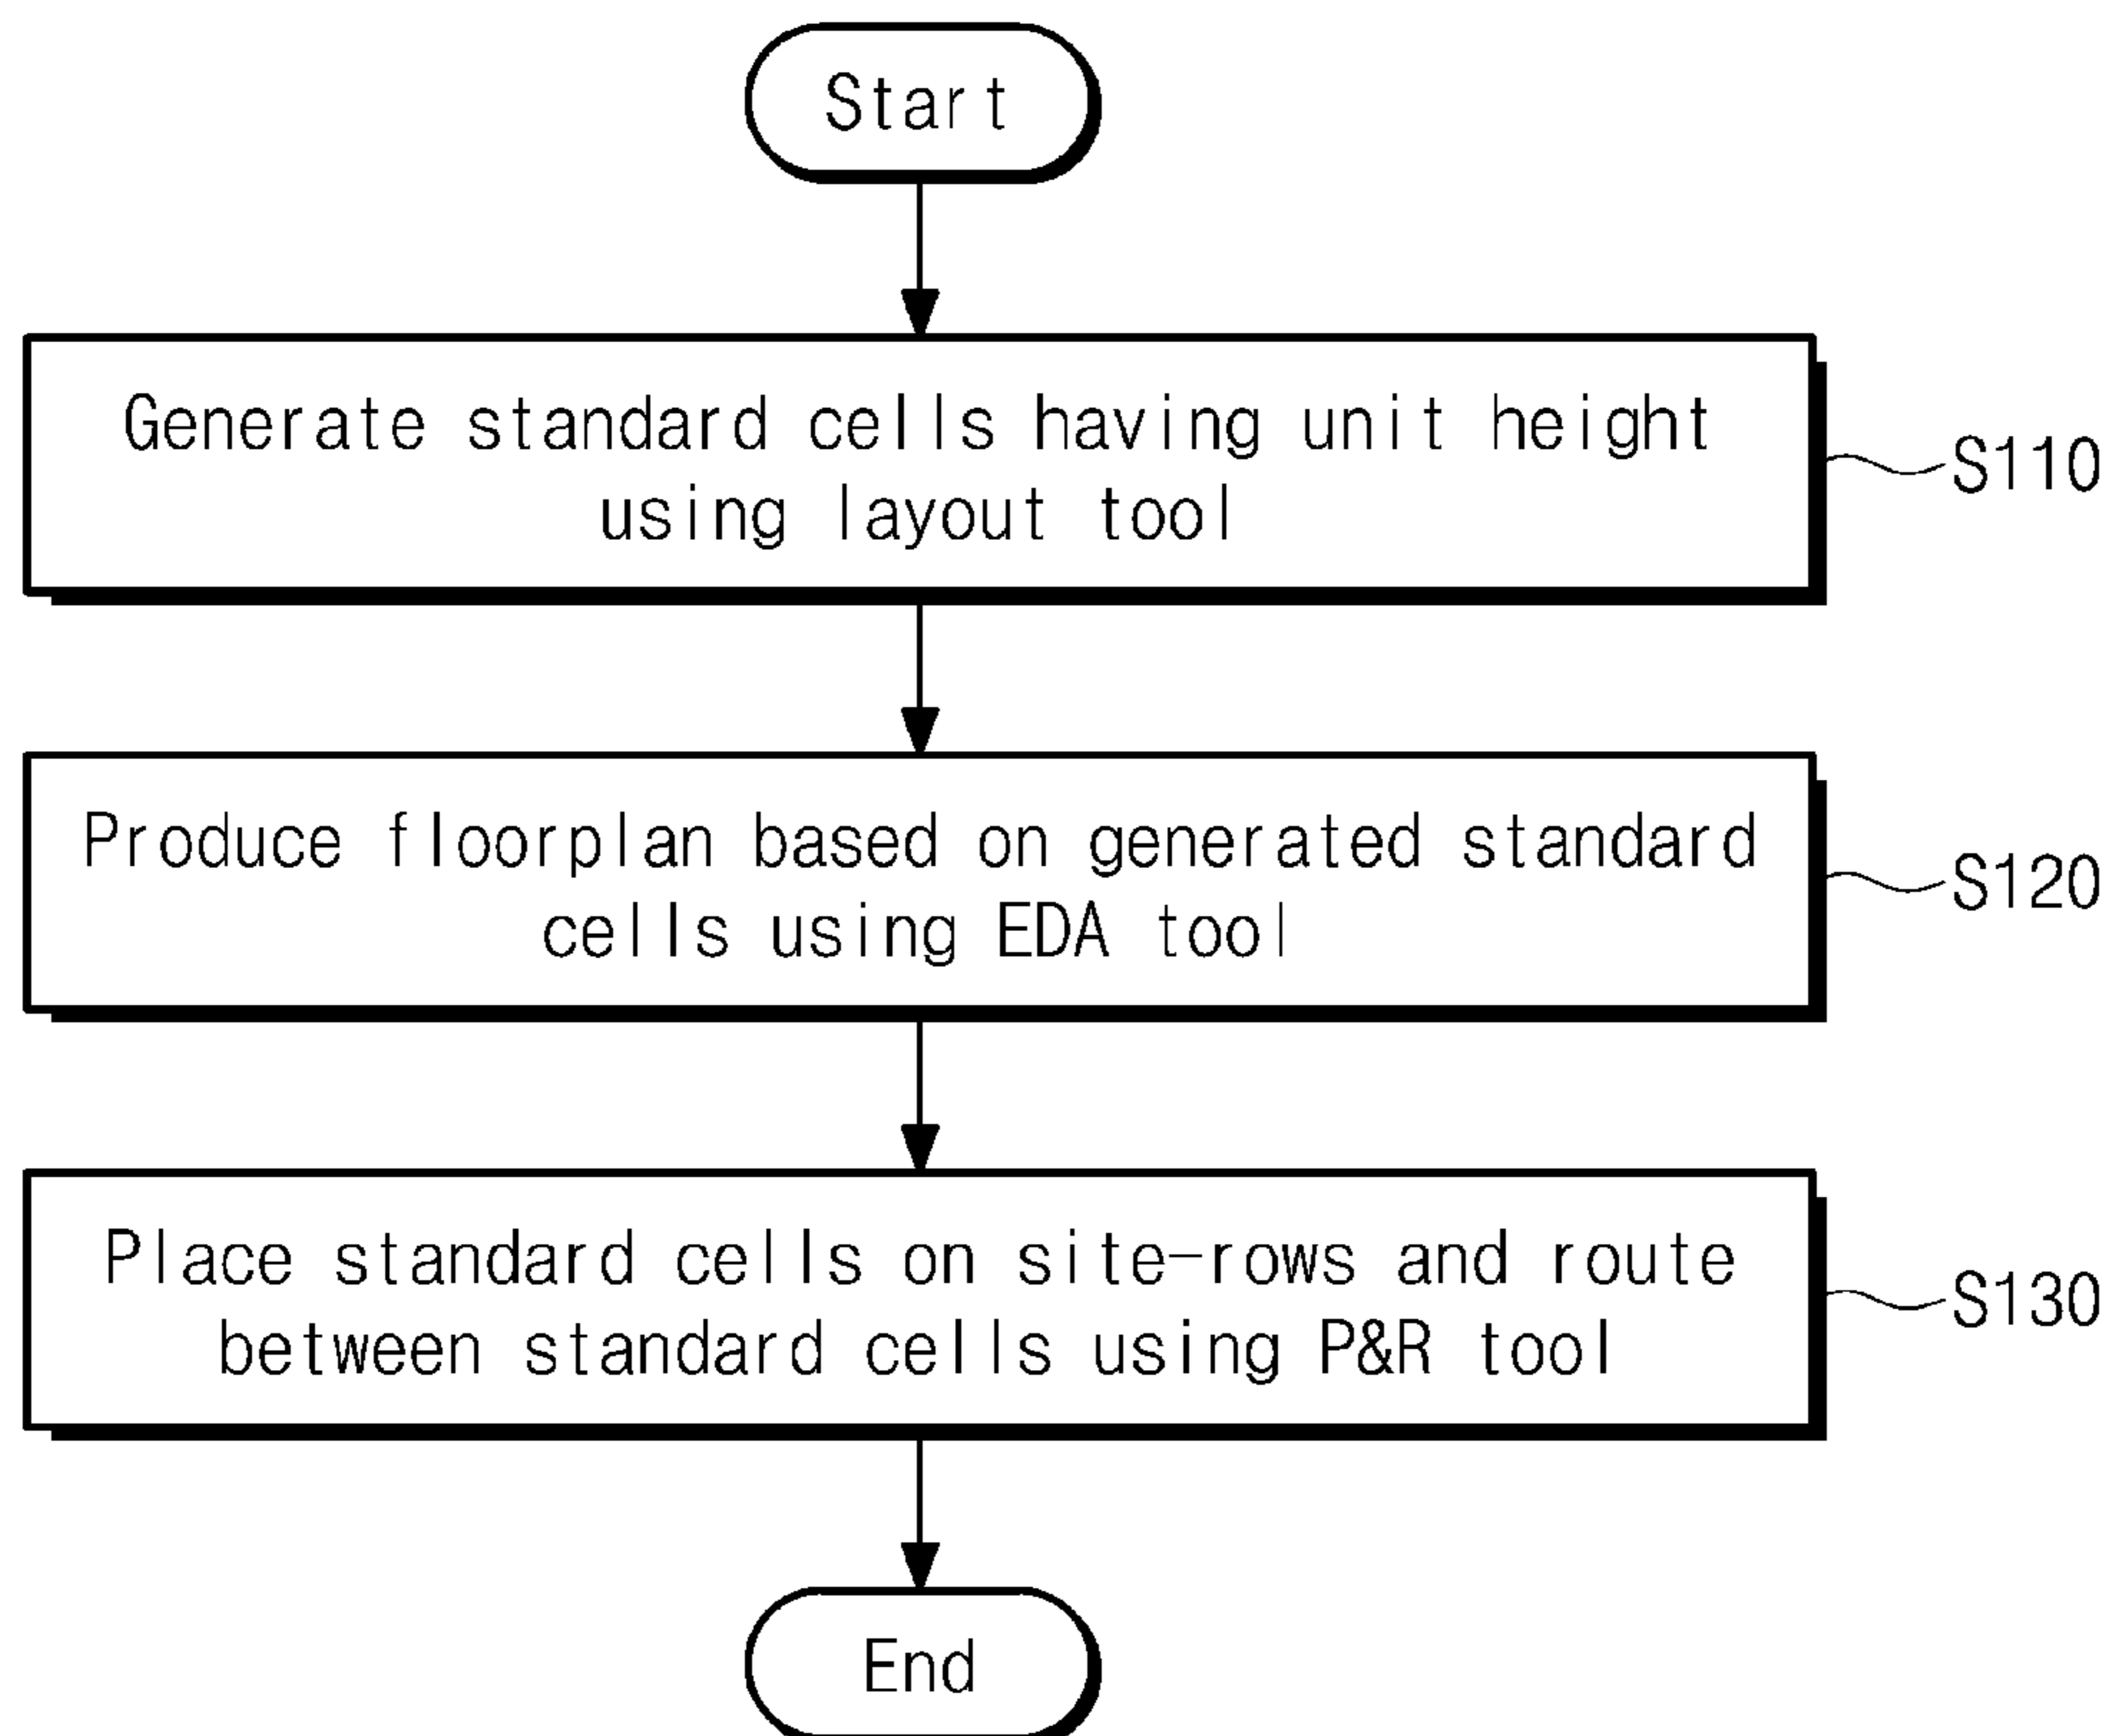 Start
Generate standard cells having unit height
using layout tool
S110
Produce floorplan based on generated standard
cells using EDA tool
S120
Place standard cells on site-rows and route
between standard cells using P&R tool
S130
End